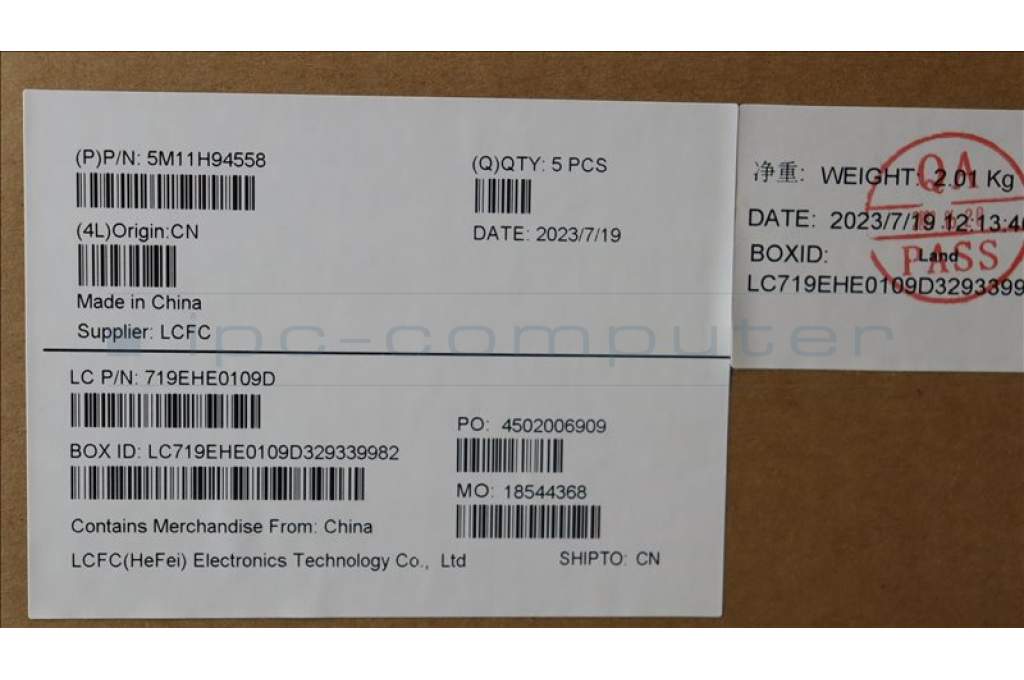 (P)P/N: 5M11H94558
(Q)QTY: 5 PCS
(4L)Origin:CN
DATE: 2023/7/19
Made in China
Supplier: LCFC
LC P/N: 719EHE0109D
PO: 4502006909
BOX ID: LC719EHE0109D329339982
MO: 18544368
Contains Merchandise From: China
LCFC(HeFei) Electronics Technology Co., Ltd
SHIPTO: CN
净重: WEIGHT: 2.01 Kg
DATE: 2023/7/19 12:13:46
BOXID:
LC719EHE0109D3293399
QA
Land
PASS
ipc-computer